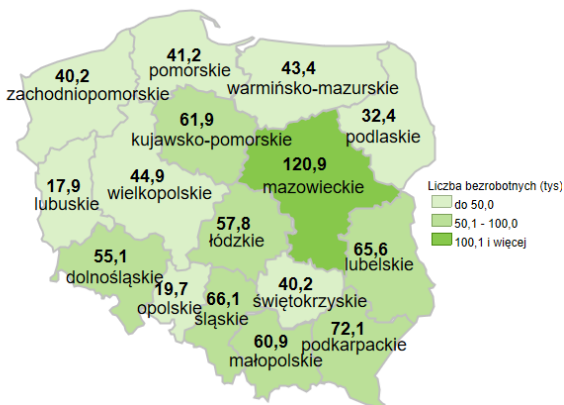 41,2
pomorskie
43,4
warmińsko-mazurskie
40,2
zachodniopomorskie
61,9
kujawsko-pomorskie
32,4
podlaskie
120,9
mazowieckie
17,9
lubuskie
44,9
wielkopolskie
Liczba bezrobotnych (tys)
do 50,0
50,1 - 100,0
100,1 i więcej
57,8
łódzkie
65,6
lubelskie
55,1
dolnośląskie
19,7
opolskie
66,1
śląskie
40,2
świętokrzyskie
60,9
małopolskie
72,1
podkarpackie